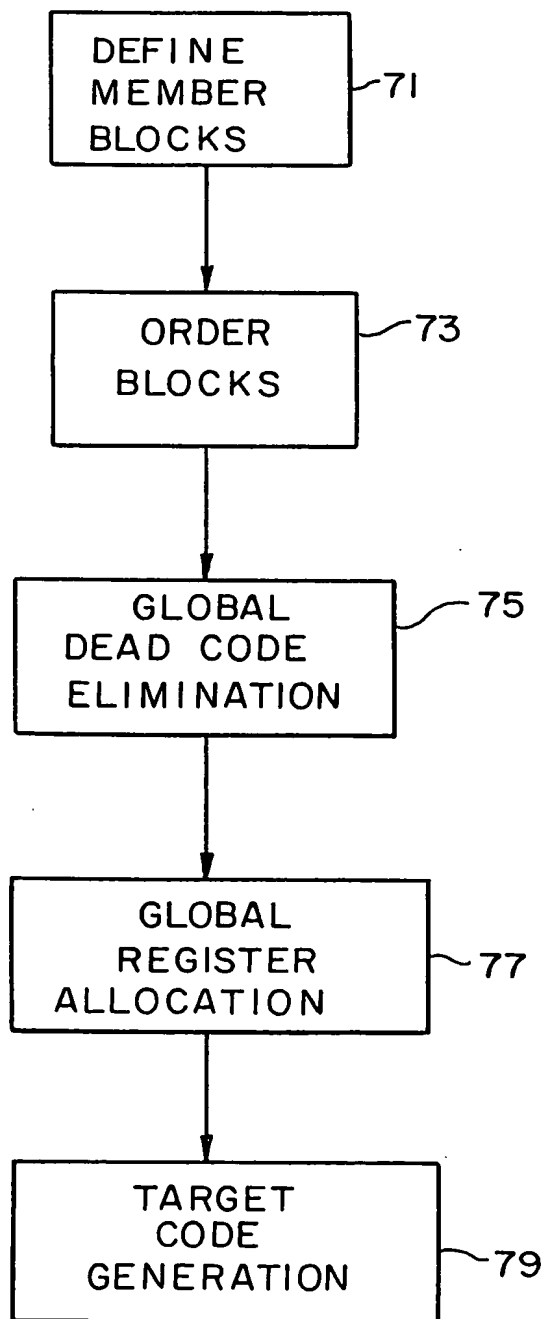 DEFINE
MEMBER
BLOCKS
71
ORDER
BLOCKS
73
GLOBAL
DEAD CODE
ELIMINATION
75
GLOBAL
REGISTER
ALLOCATION
77
TARGET
CODE
GENERATION
79